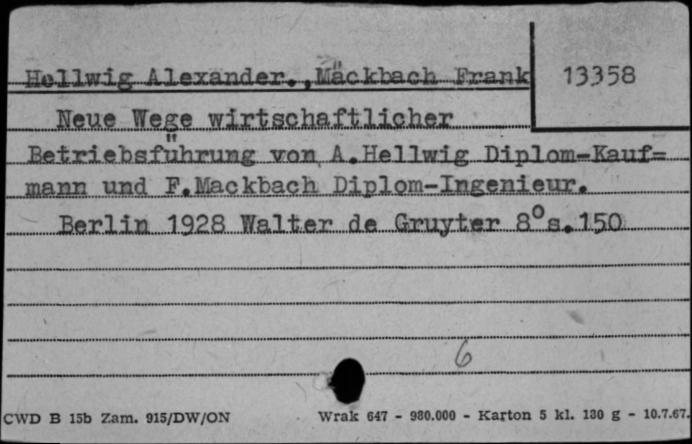 Hellwig Alexander.,Mäckbach Frank
13358
Neue Wege wirtschaftlicher
Betriebsführung von A.Hellwig Diplom-Kauf=
mann und F.Mackbach Diplom-Ingenieur.
Berlin 1928 Walter de Gruyter 8° s.150
6
CWD B 15b Zam. 915/DW/ON
Wrak 647 - 980.000 - Karton 5 kl. 180 g - 10.7.67.